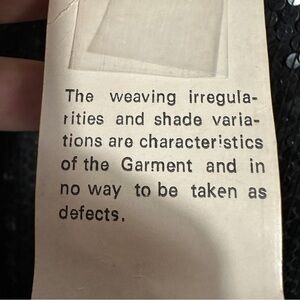 The weaving irregula-
rities and shade varia-
tions are characteristics
of the Garment and in
no way to be taken as
defects.